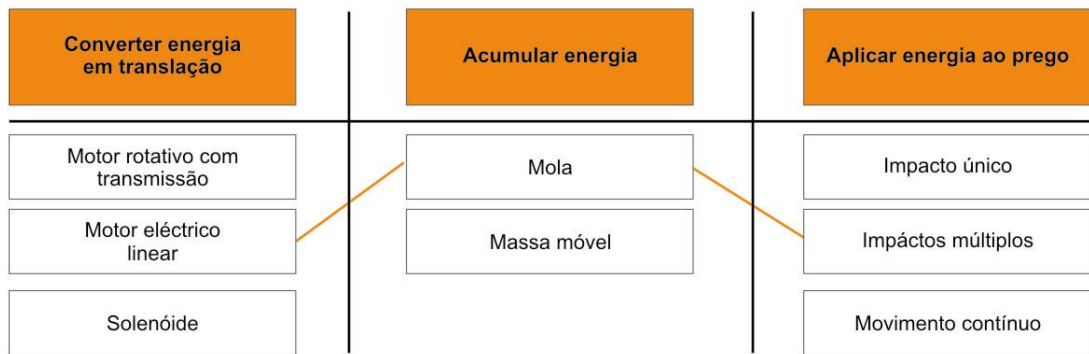 Converter energia
em translação
Acumular energia
Aplicar energia ao prego
Motor rotativo com
transmissão
Mola
Impacto único
Motor eléctrico
linear
Massa móvel
Impáctos múltiplos
Solenóide
Movimento contínuo